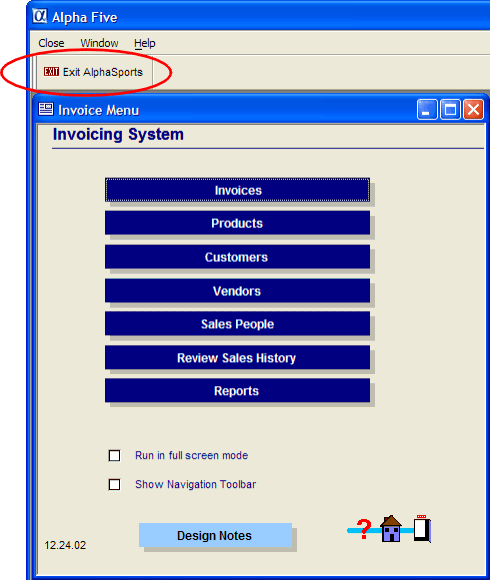 α Alpha Five
Close Window Help
EXIT Exit AlphaSports
Invoice Menu
Invoicing System
Invoices
Products
Customers
Vendors
Sales People
Review Sales History
Reports
Run in full screen mode
Show Navigation Toolbar
Design Notes
?
12.24.02